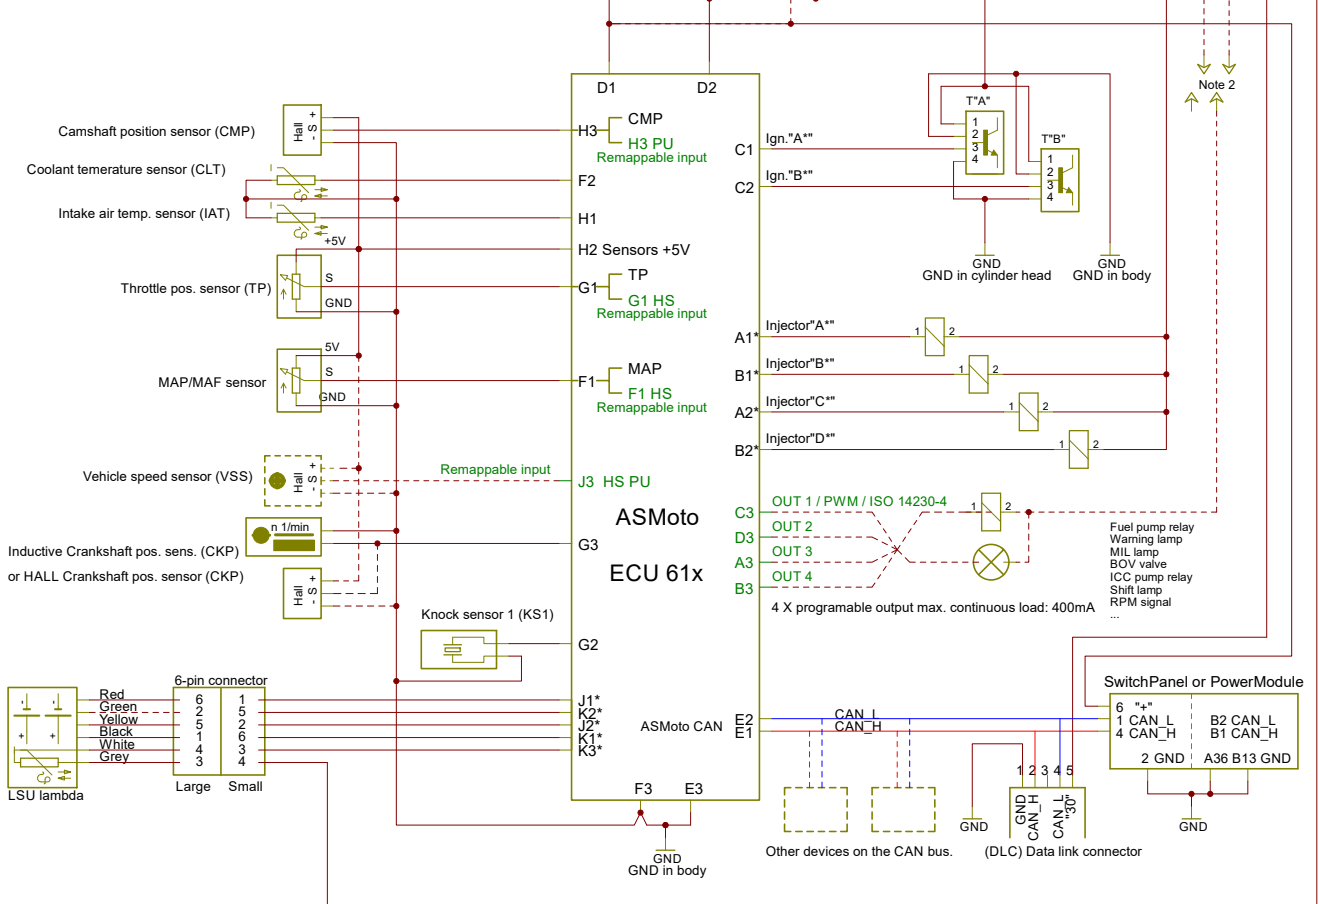 D1
D2
Note 2
Camshaft position sensor (CMP)
Hall
- S +
H3
CMP
H3 PU
Remappable input
Coolant temerature sensor (CLT)
F2
Intake air temp. sensor (IAT)
H1
+5V
H2 Sensors +5V
Throttle pos. sensor (TP)
S
GND
G1
TP
G1 HS
Remappable input
MAP/MAF sensor
5V
S
GND
F1
MAP
F1 HS
Remappable input
Vehicle speed sensor (VSS)
Hall
- S +
Remappable input
J3 HS PU
ASMoto
ECU 61x
n 1/min
Inductive Crankshaft pos. sens. (CKP)
or HALL Crankshaft pos. sensor (CKP)
Hall
- S +
G3
Knock sensor 1 (KS1)
G2
6-pin connector
Red
6
1
J1*
Green
2
5
K2*
Yellow
5
2
J2*
Black
1
6
K1*
White
4
3
K3*
Grey
3
4
LSU lambda
Large
Small
F3
E3
GND
GND in body
C1
Ign."A*"
C2
Ign."B*"
T"A"
1
2
3
4
T"B"
1
2
3
4
GND
GND in cylinder head
GND
GND in body
A1*
Injector"A*"
1
2
B1*
Injector"B*"
1
2
A2*
Injector"C*"
1
2
B2*
Injector"D*"
1
2
C3
OUT 1 / PWM / ISO 14230-4
1
2
D3
OUT 2
A3
OUT 3
B3
OUT 4
4 X programable output max. continuous load: 400mA
Fuel pump relay
Warning lamp
MIL lamp
BOV valve
ICC pump relay
Shift lamp
RPM signal
...
ASMoto CAN
E2
E1
CAN_L
CAN_H
Other devices on the CAN bus.
GND
1 2 3 4 5
GND
CAN_H
CAN_L
"30"
(DLC) Data link connector
SwitchPanel or PowerModule
6 "+"
1 CAN_L
B2 CAN_L
4 CAN_H
B1 CAN_H
2 GND
A36 B13 GND
GND